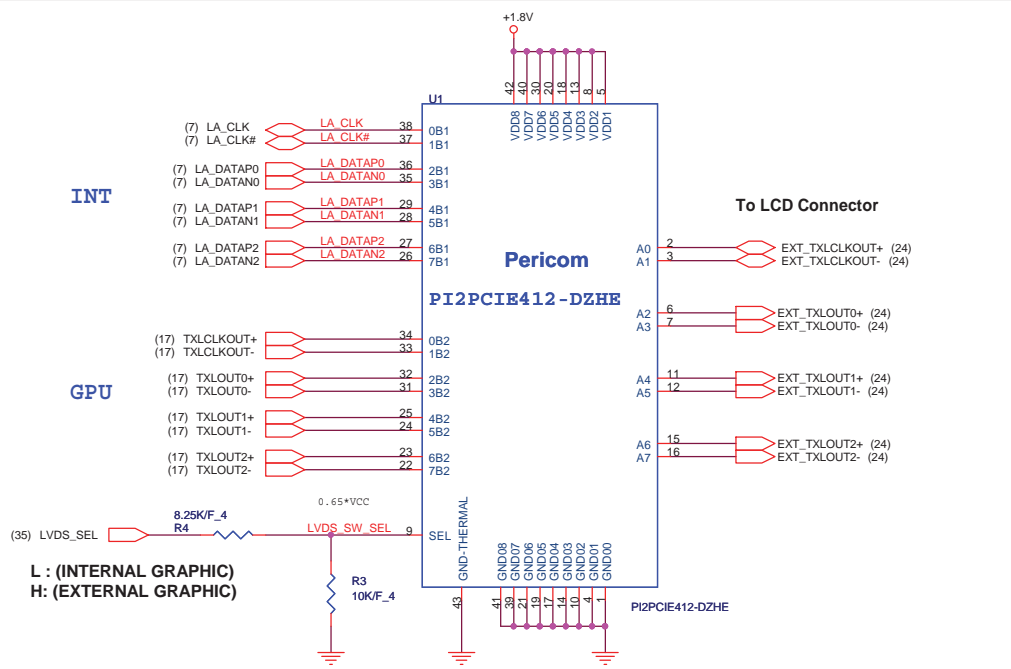 +1.8V
U1
42 40 30 20 18 13 8 5
VDD8 VDD7 VDD6 VDD5 VDD4 VDD3 VDD2 VDD1
(7) LA_CLK LA_CLK 38 0B1
(7) LA_CLK# LA_CLK# 37 1B1
(7) LA_DATAP0 LA_DATAP0 36 2B1
(7) LA_DATAN0 LA_DATAN0 35 3B1
INT
(7) LA_DATAP1 LA_DATAP1 29 4B1
(7) LA_DATAN1 LA_DATAN1 28 5B1
(7) LA_DATAP2 LA_DATAP2 27 6B1
(7) LA_DATAN2 LA_DATAN2 26 7B1
To LCD Connector
A0 2 EXT_TXLCLKOUT+ (24)
A1 3 EXT_TXLCLKOUT- (24)
Pericom
PI2PCIE412-DZHE
A2 6 EXT_TXLOUT0+ (24)
A3 7 EXT_TXLOUT0- (24)
(17) TXLCLKOUT+ 34 0B2
(17) TXLCLKOUT- 33 1B2
(17) TXLOUT0+ 32 2B2
(17) TXLOUT0- 31 3B2
GPU
A4 11 EXT_TXLOUT1+ (24)
A5 12 EXT_TXLOUT1- (24)
(17) TXLOUT1+ 25 4B2
(17) TXLOUT1- 24 5B2
(17) TXLOUT2+ 23 6B2
(17) TXLOUT2- 22 7B2
A6 15 EXT_TXLOUT2+ (24)
A7 16 EXT_TXLOUT2- (24)
0.65*VCC
8.25K/F_4
R4
(35) LVDS_SEL LVDS_SW_SEL 9 SEL
L : (INTERNAL GRAPHIC)
H: (EXTERNAL GRAPHIC)
R3
10K/F_4
GND-THERMAL
GND08 GND07 GND06 GND05 GND04 GND03 GND02 GND01 GND00
43
41 39 21 19 17 14 10 4 1
PI2PCIE412-DZHE